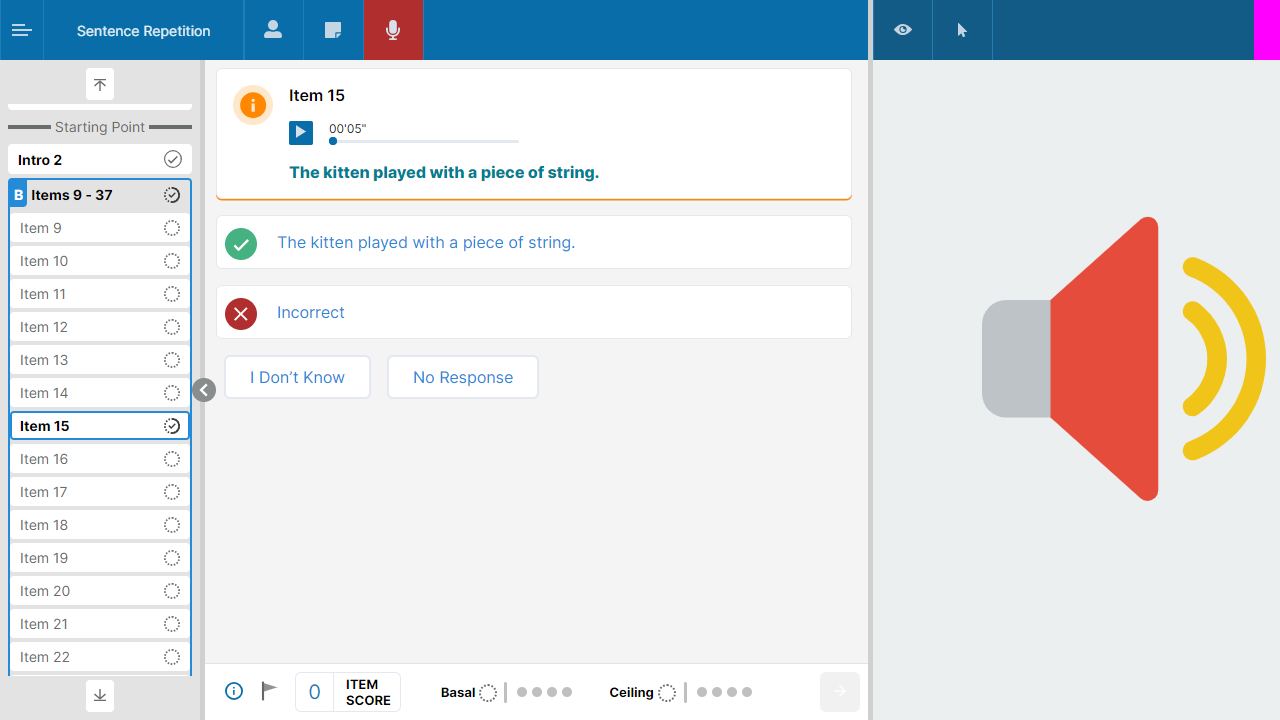 Sentence Repetition
Starting Point
Intro 2
B Items 9 - 37
Item 9
Item 10
Item 11
Item 12
Item 13
Item 14
Item 15
Item 16
Item 17
Item 18
Item 19
Item 20
Item 21
Item 22
Item 15
00'05"
The kitten played with a piece of string.
The kitten played with a piece of string.
Incorrect
I Don’t Know
No Response
0 ITEM
SCORE
Basal
Ceiling